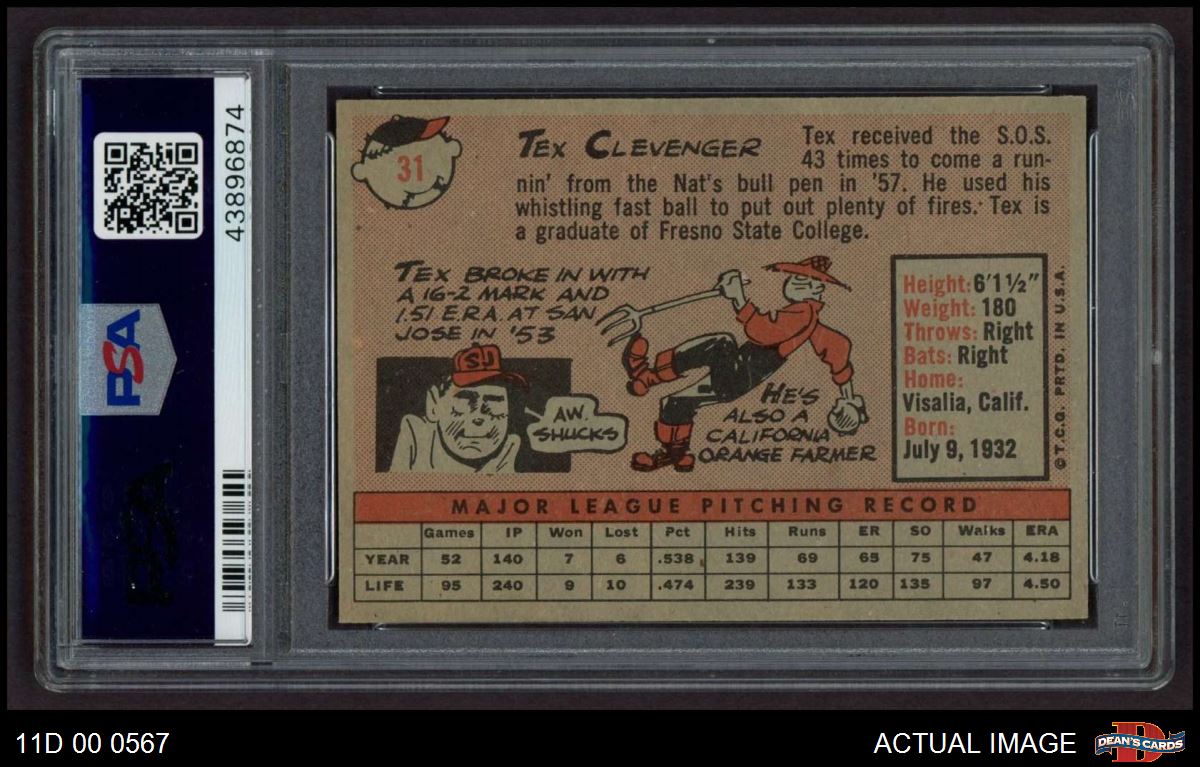 43896874
PSA
31
TEX CLEVENGER
Tex received the S.O.S.
43 times to come a run-
nin' from the Nat's bull pen in '57. He used his
whistling fast ball to put out plenty of fires. Tex is
a graduate of Fresno State College.
TEX BROKE IN WITH
A 16-2 MARK AND
1.51 E.R.A. AT SAN
JOSE IN '53
SJ
AW,
SHUCKS
HE'S
ALSO A
CALIFORNIA
ORANGE FARMER
Height: 6'1½"
Weight: 180
Throws: Right
Bats: Right
Home:
Visalia, Calif.
Born:
July 9, 1932
© T.C.G. PRTD. IN U.S.A.
MAJOR LEAGUE PITCHING RECORD
Games IP Won Lost Pct Hits Runs ER SO Walks ERA
YEAR 52 140 7 6 .538 139 69 65 75 47 4.18
LIFE 95 240 9 10 .474 239 133 120 135 97 4.50
11D 00 0567
ACTUAL IMAGE
D
DEAN'S CARDS